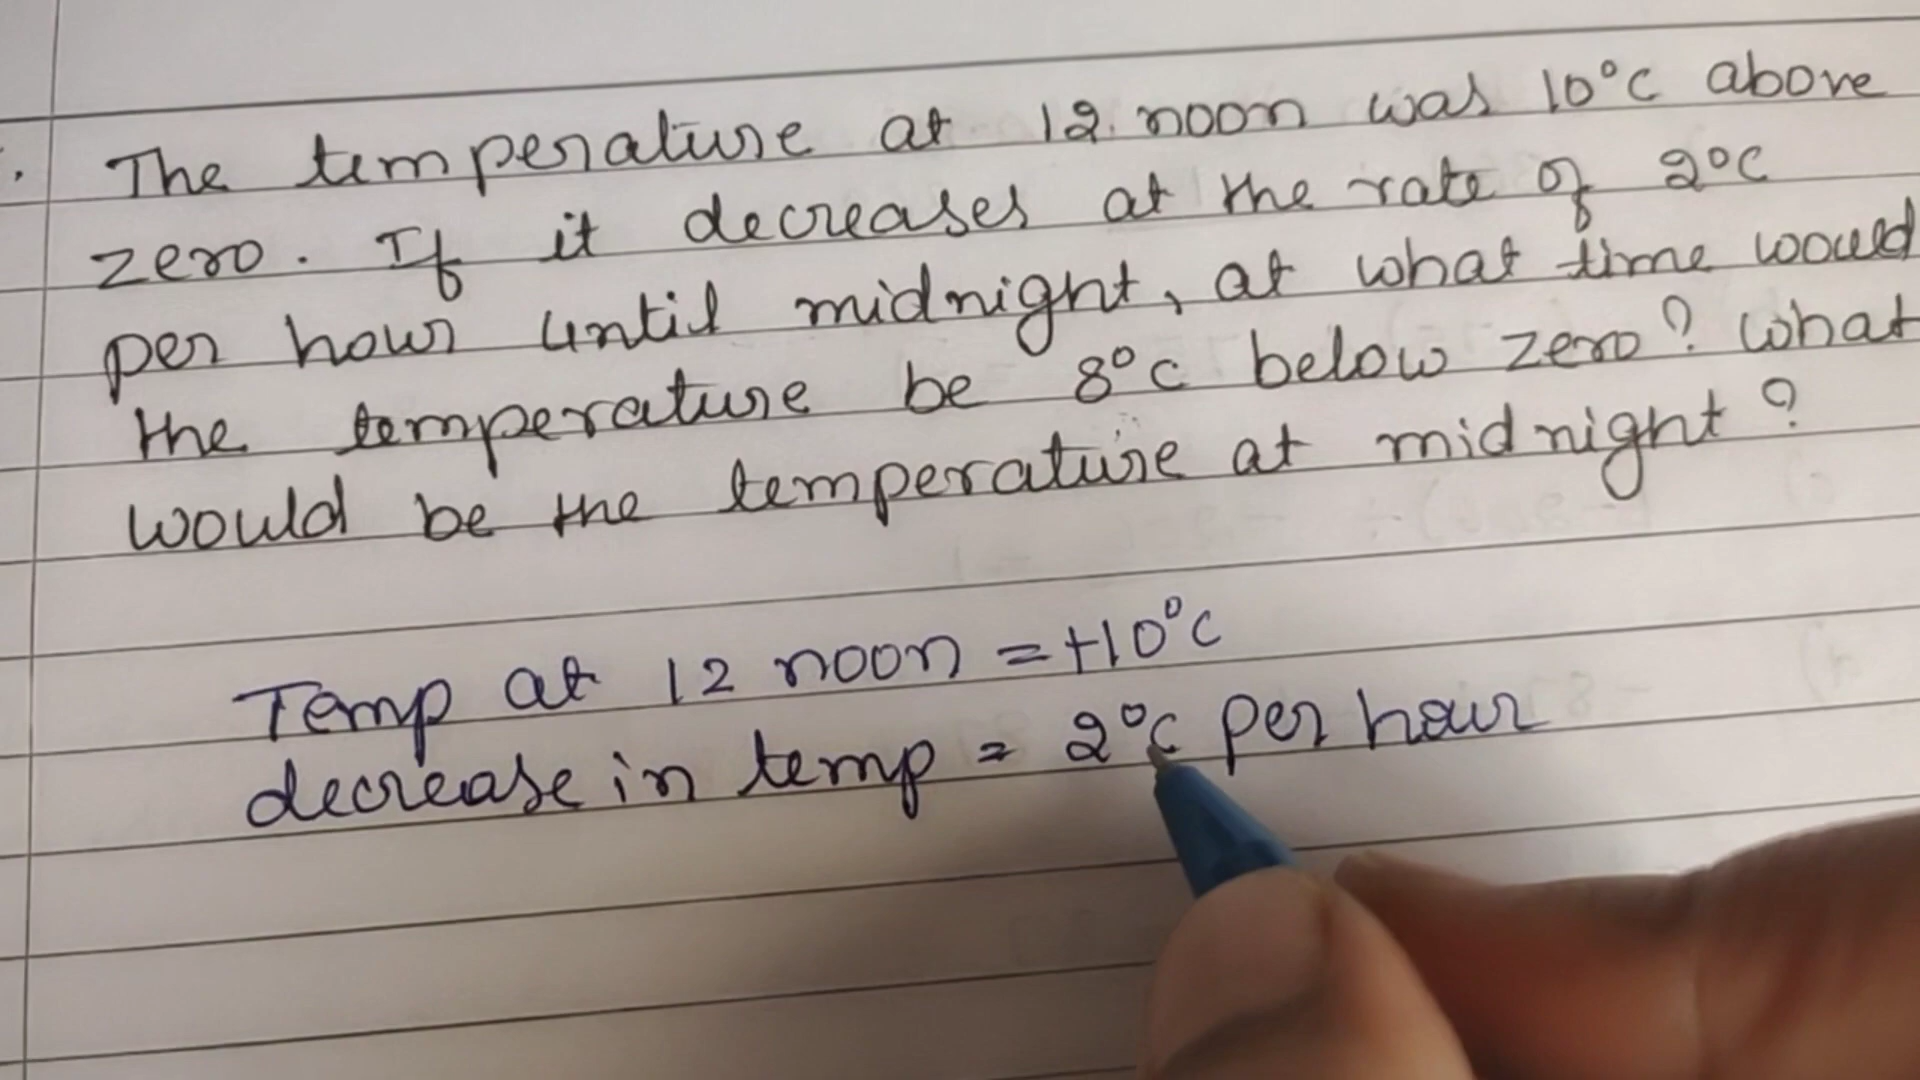 The temperature at 12 noon was 10°C above
zero. If it decreases at the rate of 2°C
per hour until midnight, at what time would
the temperature be 8°C below zero? What
would be the temperature at midnight?
Temp at 12 noon = +10°C
decrease in temp = 2°C per hour